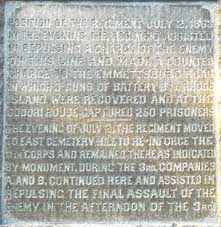 POSITION OF THE REGIMENT JULY 2, 1863
IN THE EVENING THE REGIMENT ASSISTED
IN REPULSING A CHARGE OF THE ENEMY
ON THIS LINE AND MADE A COUNTER
CHARGE TO THE EMMETTSBURG ROAD
IN WHICH 3 GUNS OF BATTERY B 1ST RHODE
ISLAND WERE RECOVERED AND AT THE
CODORI HOUSE CAPTURED 250 PRISONERS
THE EVENING OF JULY 2, THE REGIMENT MOVED
TO EAST CEMETERY HILL TO RE-INFORCE THE
11TH CORPS AND REMAINED THERE AS INDICATED
BY MONUMENT, DURING THE 3RD, COMPANIES
A AND B, CONTINUED HERE AND ASSISTED IN
REPULSING THE FINAL ASSAULT OF THE
ENEMY IN THE AFTERNOON OF THE 3RD